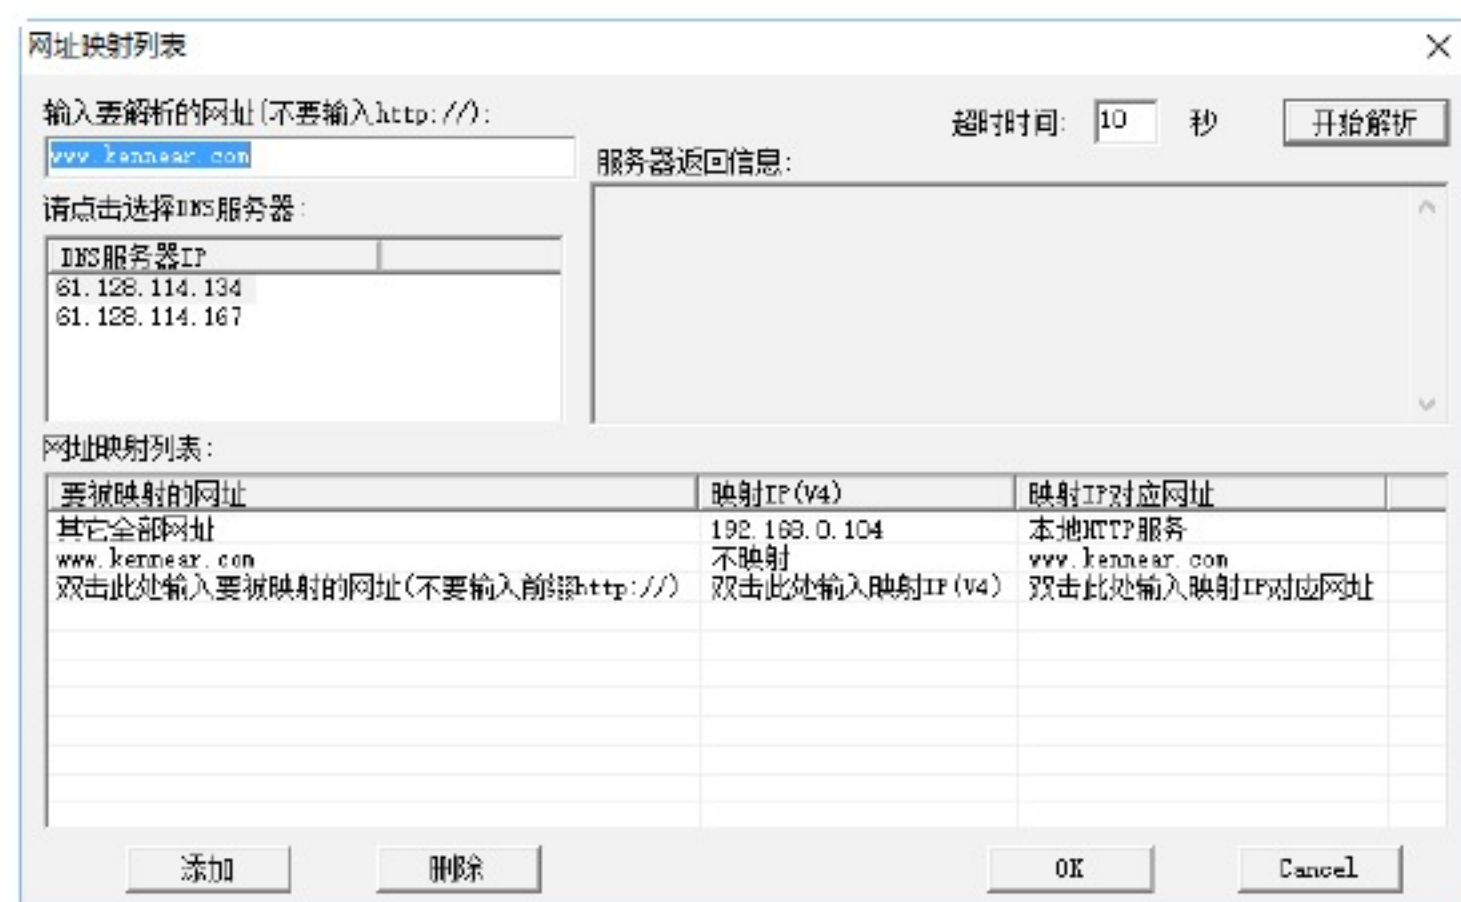 网址映射列表
输入要解析的网址(不要输入http://):
超时时间: 10 秒 开始解析
www.kennear.com
服务器返回信息:
请点击选择DNS服务器:
DNS服务器IP
61.128.114.134
61.128.114.167
网址映射列表:
要被映射的网址 映射IP(V4) 映射IP对应网址
其它全部网址 192.168.0.104 本地HTTP服务
www.kennear.com 不映射 www.kennear.com
双击此处输入要被映射的网址(不要输入前缀http://) 双击此处输入映射IP(V4) 双击此处输入映射IP对应网址
添加 删除 OK Cancel